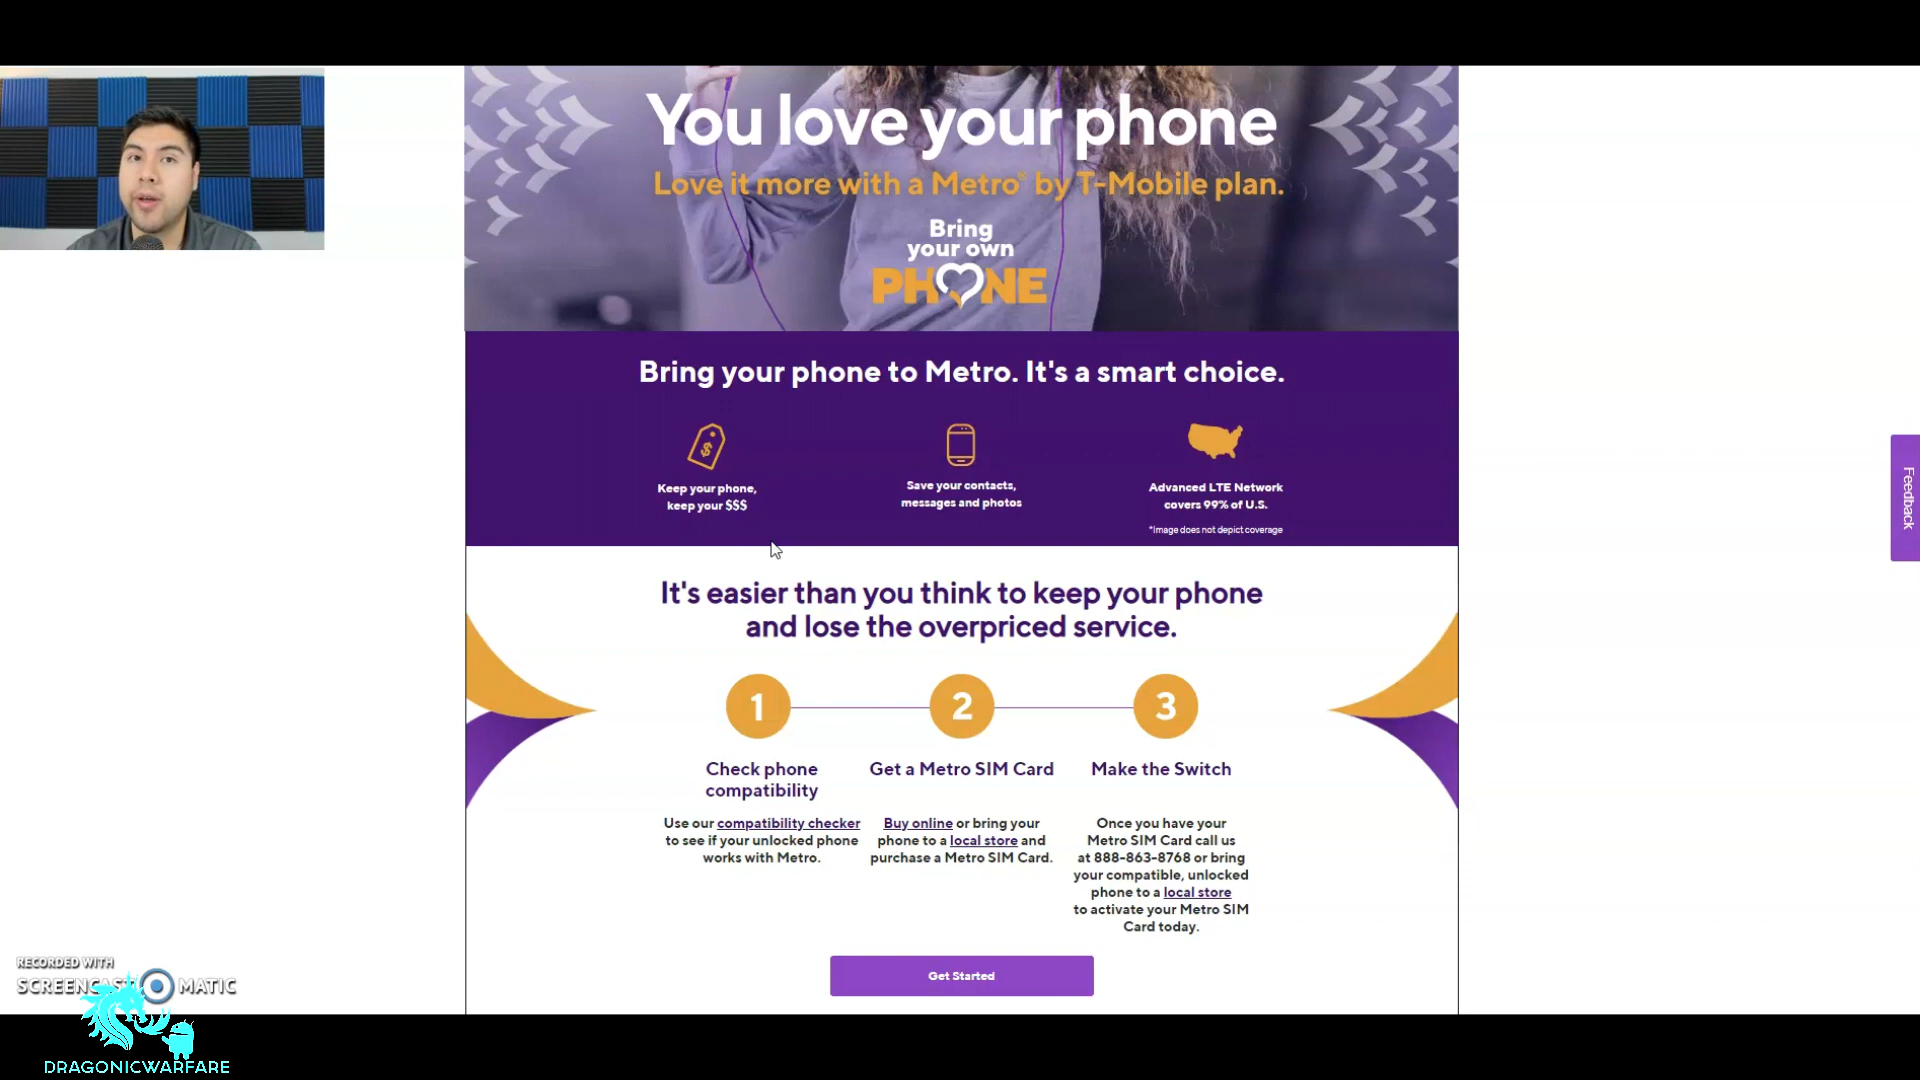 You love your phone
Love it more with a Metro® by T-Mobile plan.
Bring
your own
PHONE
Bring your phone to Metro. It's a smart choice.
Keep your phone,
keep your $$$
Save your contacts,
messages and photos
Advanced LTE Network
covers 99% of U.S.
*Image does not depict coverage
Feedback
It's easier than you think to keep your phone
and lose the overpriced service.
1
2
3
Check phone
compatibility
Use our compatibility checker
to see if your unlocked phone
works with Metro.
Get a Metro SIM Card
Buy online or bring your
phone to a local store and
purchase a Metro SIM Card.
Make the Switch
Once you have your
Metro SIM Card call us
at 888-863-8768 or bring
your compatible, unlocked
phone to a local store
to activate your Metro SIM
Card today.
Get Started
RECORDED WITH
SCREENCAST MATIC
DRAGONICWARFARE